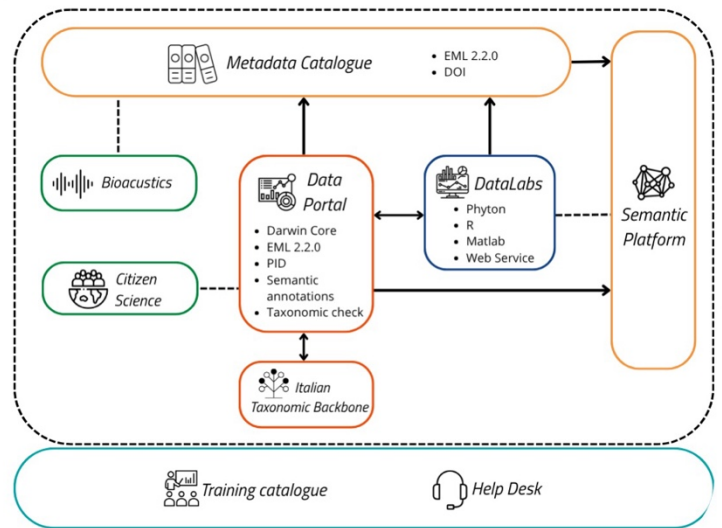 Metadata Catalogue
• EML 2.2.0
• DOI
Bioacustics
Data
Portal
• Darwin Core
• EML 2.2.0
• PID
• Semantic
annotations
• Taxonomic check
DataLabs
• Phyton
• R
• Matlab
• Web Service
Semantic
Platform
Citizen
Science
Italian
Taxonomic Backbone
Training catalogue
Help Desk